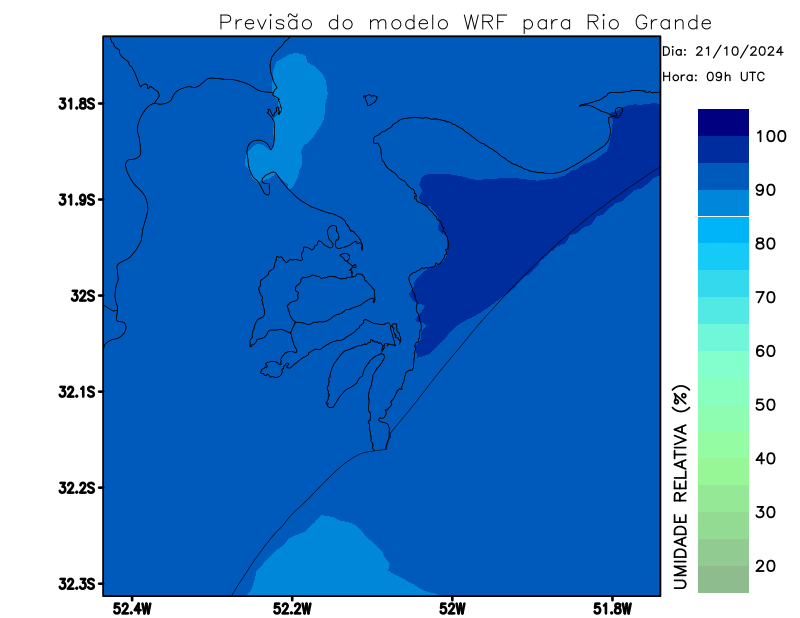 Previsão do modelo WRF para Rio Grande
Dia: 21/10/2024
Hora: 09h UTC
31.8S
31.9S
32S
32.1S
32.2S
32.3S
52.4W
52.2W
52W
51.8W
UMIDADE RELATIVA (%)
100
90
80
70
60
50
40
30
20